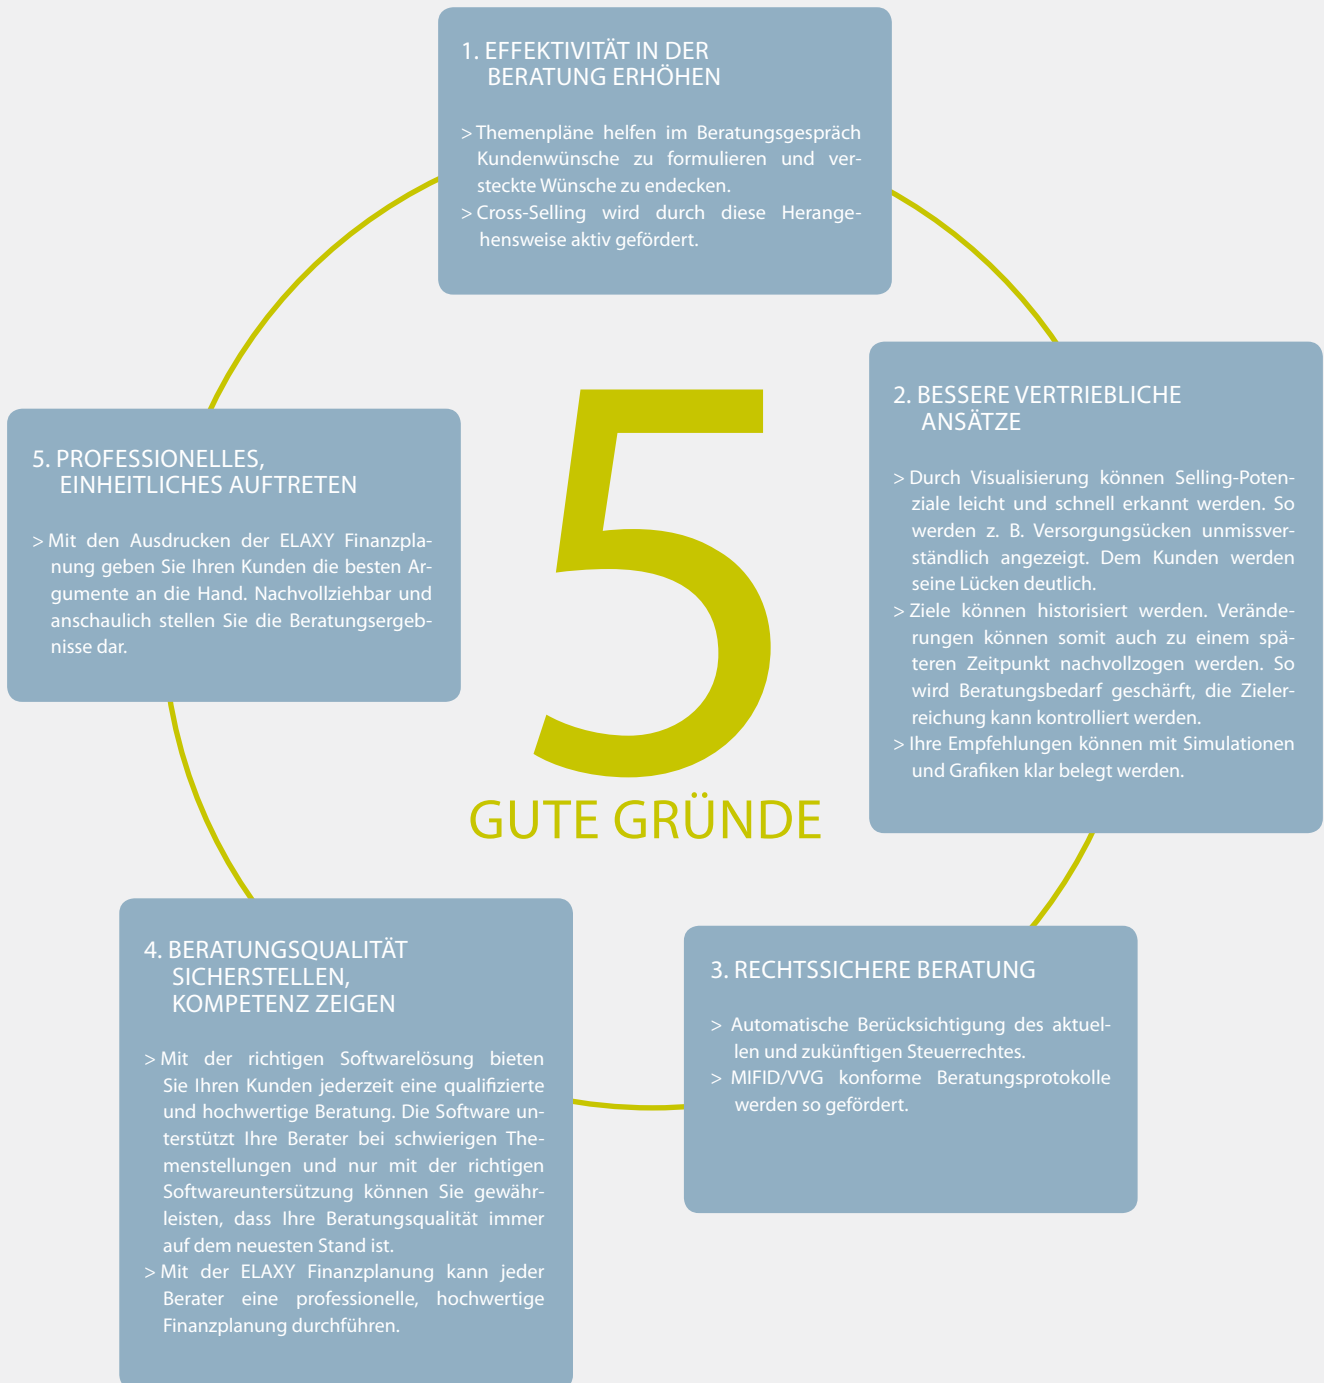 1. EFFEKTIVITÄT IN DER
BERATUNG ERHÖHEN
> Themenpläne helfen im Beratungsgespräch
Kundenwünsche zu formulieren und ver-
steckte Wünsche zu endecken.
> Cross-Selling wird durch diese Herange-
hensweise aktiv gefördert.
2. BESSERE VERTRIEBLICHE
ANSÄTZE
> Durch Visualisierung können Selling-Poten-
ziale leicht und schnell erkannt werden. So
werden z. B. Versorgungsücken unmissver-
ständlich angezeigt. Dem Kunden werden
seine Lücken deutlich.
> Ziele können historisiert werden. Verände-
rungen können somit auch zu einem spä-
teren Zeitpunkt nachvollzogen werden. So
wird Beratungsbedarf geschärft, die Zieler-
reichung kann kontrolliert werden.
> Ihre Empfehlungen können mit Simulationen
und Grafiken klar belegt werden.
5. PROFESSIONELLES,
EINHEITLICHES AUFTRETEN
> Mit den Ausdrucken der ELAXY Finanzpla-
nung geben Sie Ihren Kunden die besten Ar-
gumente an die Hand. Nachvollziehbar und
anschaulich stellen Sie die Beratungsergeb-
nisse dar.
5
GUTE GRÜNDE
4. BERATUNGSQUALITÄT
SICHERSTELLEN,
KOMPETENZ ZEIGEN
> Mit der richtigen Softwarelösung bieten
Sie Ihren Kunden jederzeit eine qualifizierte
und hochwertige Beratung. Die Software un-
terstützt Ihre Berater bei schwierigen The-
menstellungen und nur mit der richtigen
Softwareuntersützung können Sie gewähr-
leisten, dass Ihre Beratungsqualität immer
auf dem neuesten Stand ist.
> Mit der ELAXY Finanzplanung kann jeder
Berater eine professionelle, hochwertige
Finanzplanung durchführen.
3. RECHTSSICHERE BERATUNG
> Automatische Berücksichtigung des aktuel-
len und zukünftigen Steuerrechtes.
> MIFID/VVG konforme Beratungsprotokolle
werden so gefördert.